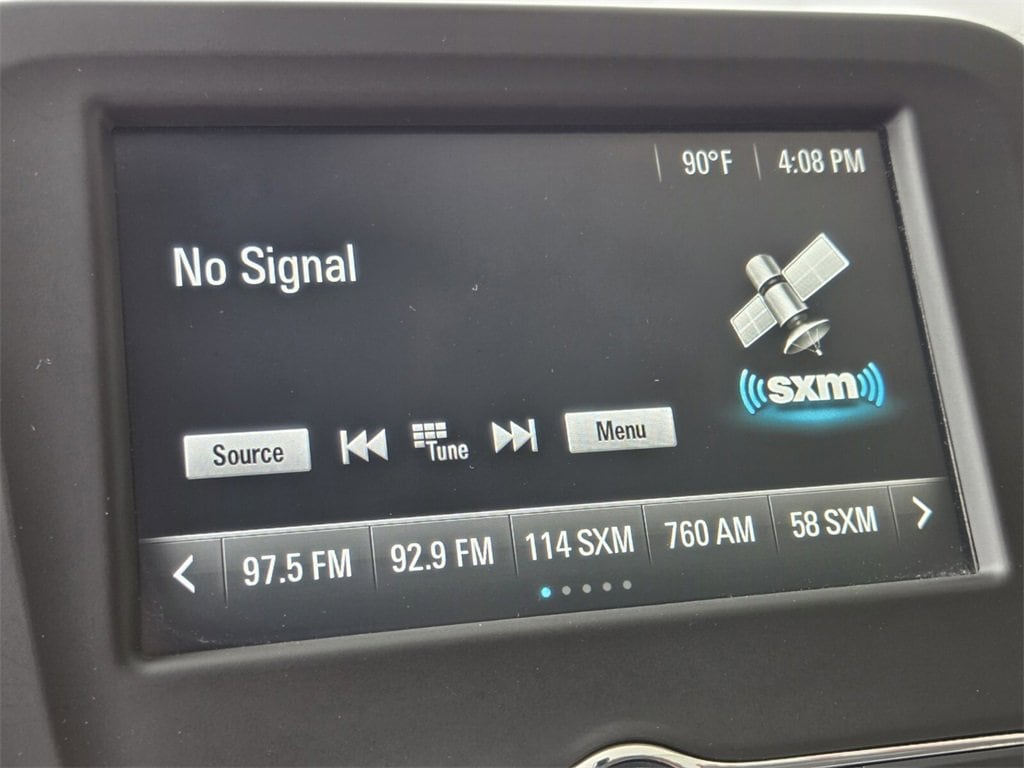 90°F 4:08 PM
No Signal
sxm
Source Tune Menu
97.5 FM 92.9 FM 114 SXM 760 AM 58 SXM